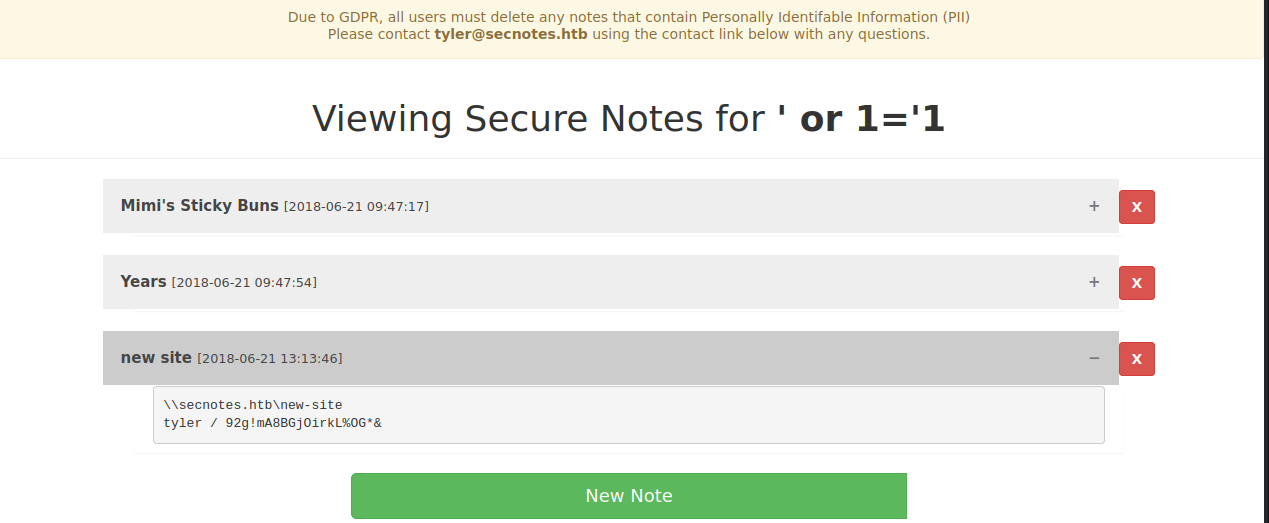 Due to GDPR, all users must delete any notes that contain Personally Identifable Information (PII)
Please contact tyler@secnotes.htb using the contact link below with any questions.
Viewing Secure Notes for ' or 1='1
Mimi's Sticky Buns [2018-06-21 09:47:17] + X
Years [2018-06-21 09:47:54] + X
new site [2018-06-21 13:13:46] − X
\\secnotes.htb\new-site
tyler / 92g!mA8BGjOirkL%OG*&
New Note